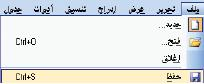 ملف تحرير عرض إدراج تنسيق أدوات جدول
جديد...
فتح... Ctrl+O
إغلاق
حفظ Ctrl+S